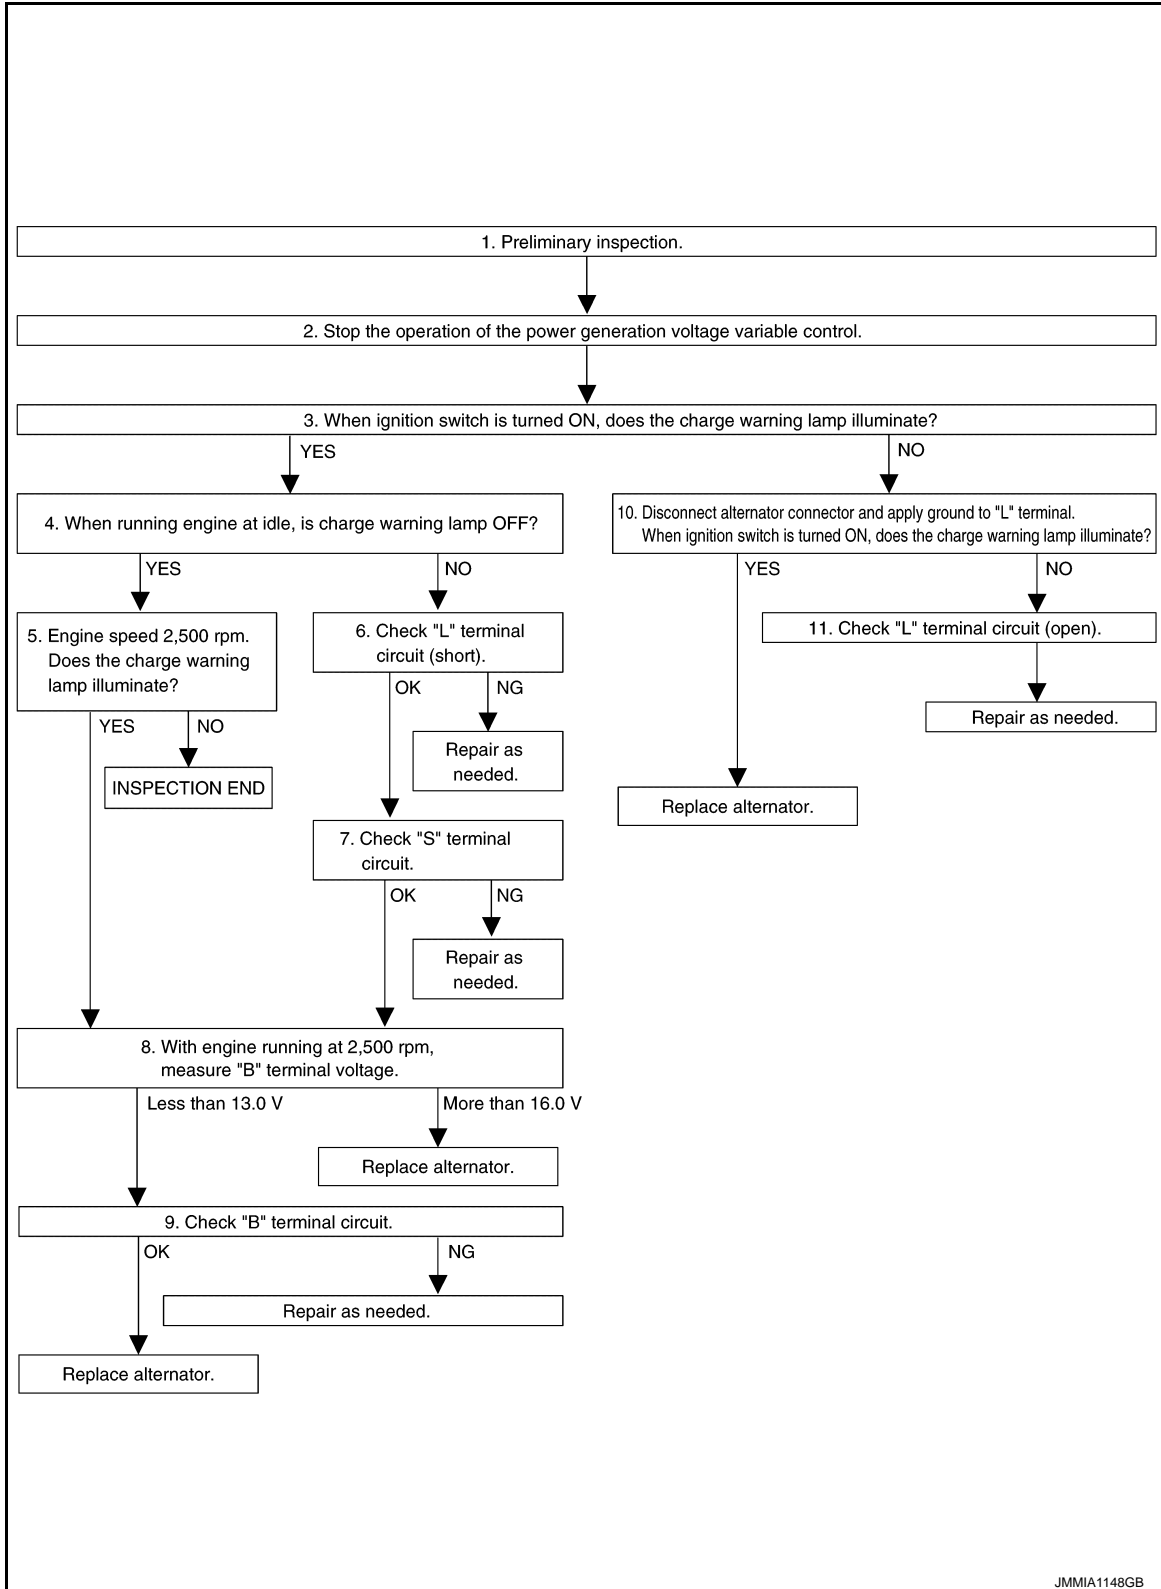 1. Preliminary inspection.
2. Stop the operation of the power generation voltage variable control.
3. When ignition switch is turned ON, does the charge warning lamp illuminate?
YES
NO
4. When running engine at idle, is charge warning lamp OFF?
10. Disconnect alternator connector and apply ground to "L" terminal.
When ignition switch is turned ON, does the charge warning lamp illuminate?
YES
NO
YES
NO
5. Engine speed 2,500 rpm.
Does the charge warning
lamp illuminate?
6. Check "L" terminal
circuit (short).
11. Check "L" terminal circuit (open).
OK
NG
YES
NO
Repair as needed.
Repair as
needed.
INSPECTION END
Replace alternator.
7. Check "S" terminal
circuit.
OK
NG
Repair as
needed.
8. With engine running at 2,500 rpm,
measure "B" terminal voltage.
Less than 13.0 V
More than 16.0 V
Replace alternator.
9. Check "B" terminal circuit.
OK
NG
Repair as needed.
Replace alternator.
JMMIA1148GB